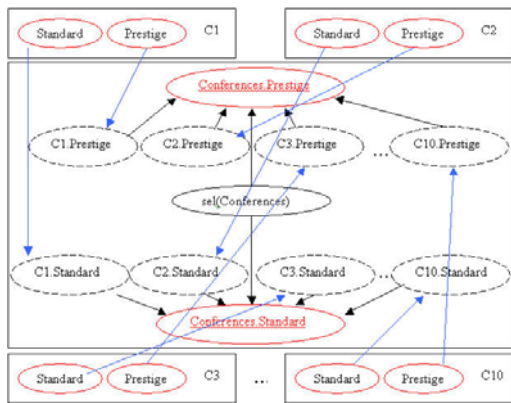 Standard Prestige C1
Standard Prestige C2
Conferences.Prestige
C1.Prestige C2.Prestige C3.Prestige ... C10.Prestige
sel(Conferences)
C1.Standard C2.Standard C3.Standard ... C10.Standard
Conferences.Standard
Standard Prestige C3 ... Standard Prestige C10